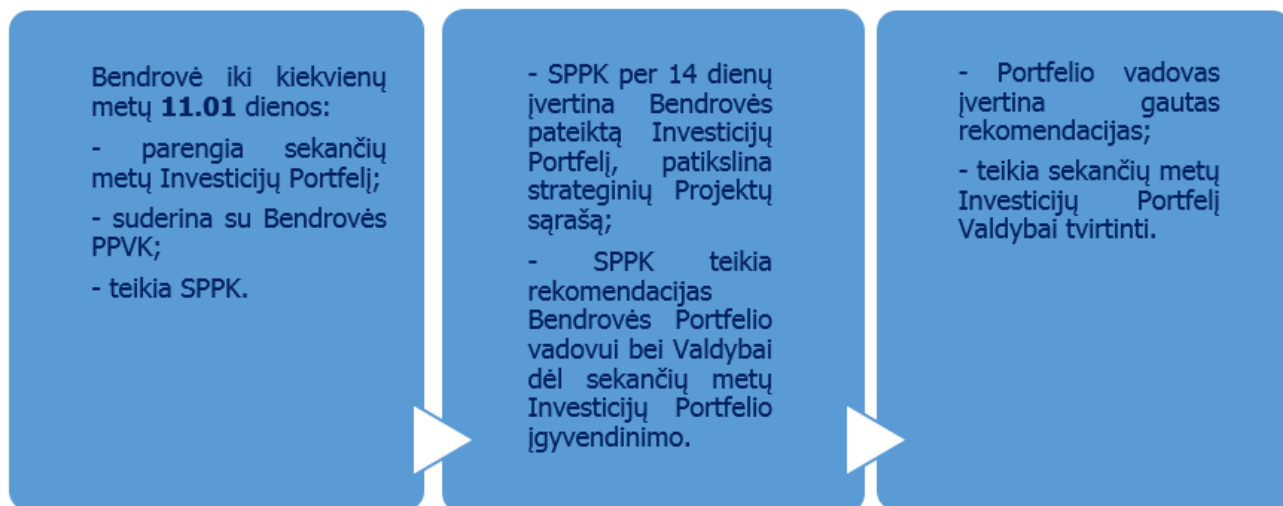 Bendrovė iki kiekvienų
metų 11.01 dienos:
- parengia sekančių
metų Investicijų Portfelį;
- suderina su Bendrovės
PPVK;
- teikia SPPK.
- SPPK per 14 dienų
įvertina Bendrovės
pateiktą Investicijų
Portfelį, patikslina
strateginių Projektų
sąrašą;
- SPPK teikia
rekomendacijas
Bendrovės Portfelio
vadovui bei Valdybai
dėl sekančių metų
Investicijų Portfelio
įgyvendinimo.
- Portfelio vadovas
įvertina gautas
rekomendacijas;
- teikia sekančių metų
Investicijų Portfelį
Valdybai tvirtinti.